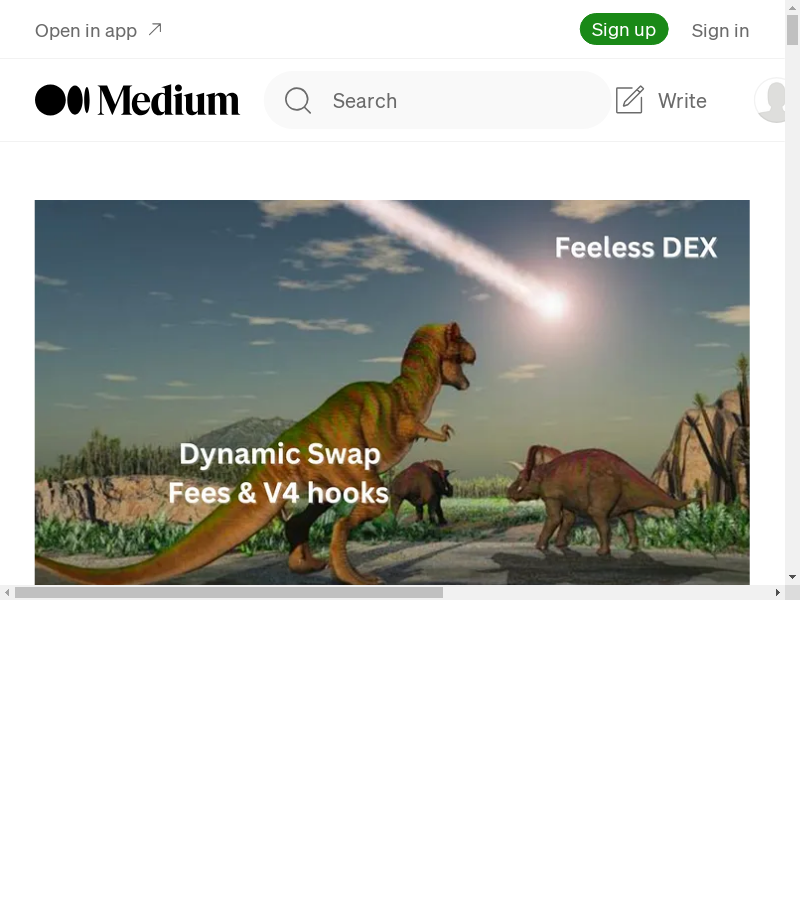 Open in app
Sign up
Sign in
Medium
Search
Write
Feeless DEX
Dynamic Swap
Fees & V4 hooks